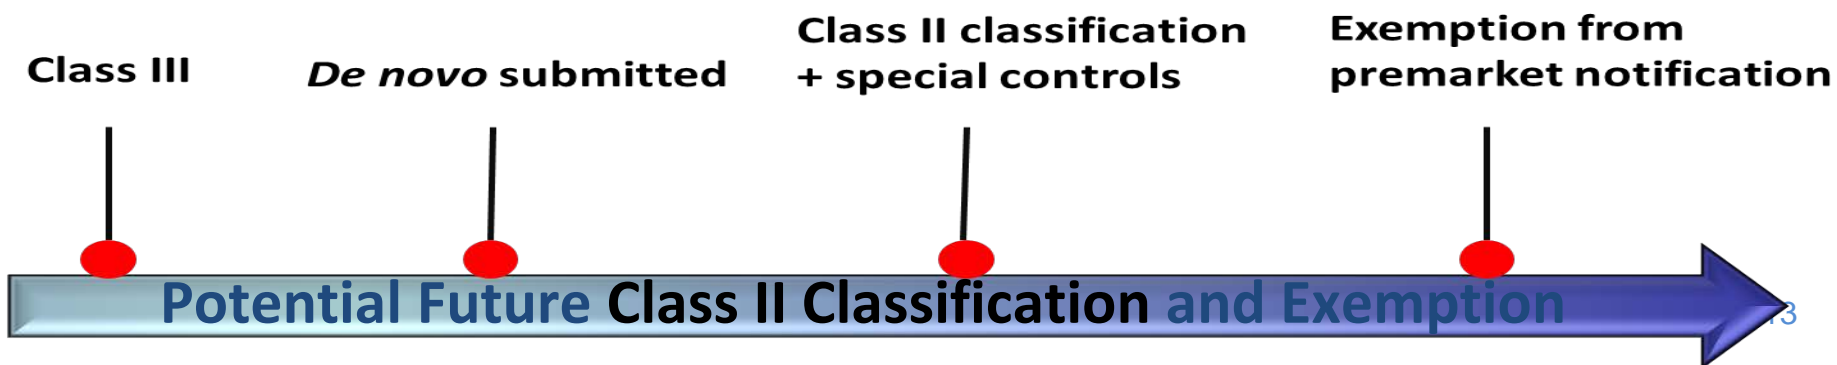 Class III
De novo submitted
Class II classification
+ special controls
Exemption from
premarket notification
Potential Future Class II Classification and Exemption